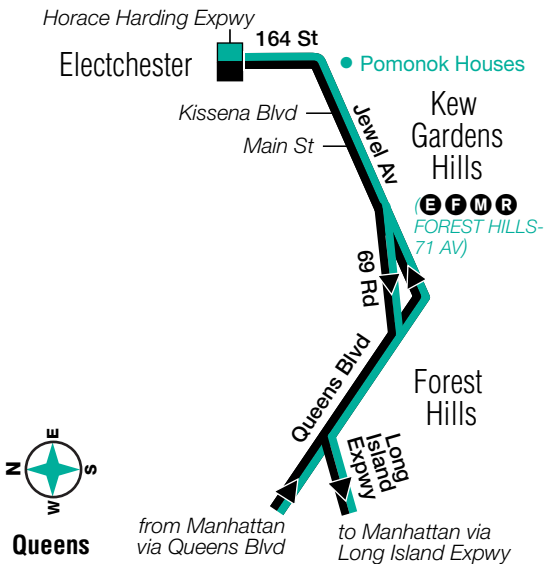 Horace Harding Expwy
164 St
Electchester
Pomonok Houses
Kissena Blvd
Main St
Jewel Av
Kew
Gardens
Hills
(E F M R
FOREST HILLS-
71 AV)
69 Rd
Queens Blvd
Forest
Hills
Long
Island
Expwy
E
N
S
W
Queens
from Manhattan
via Queens Blvd
to Manhattan via
Long Island Expwy